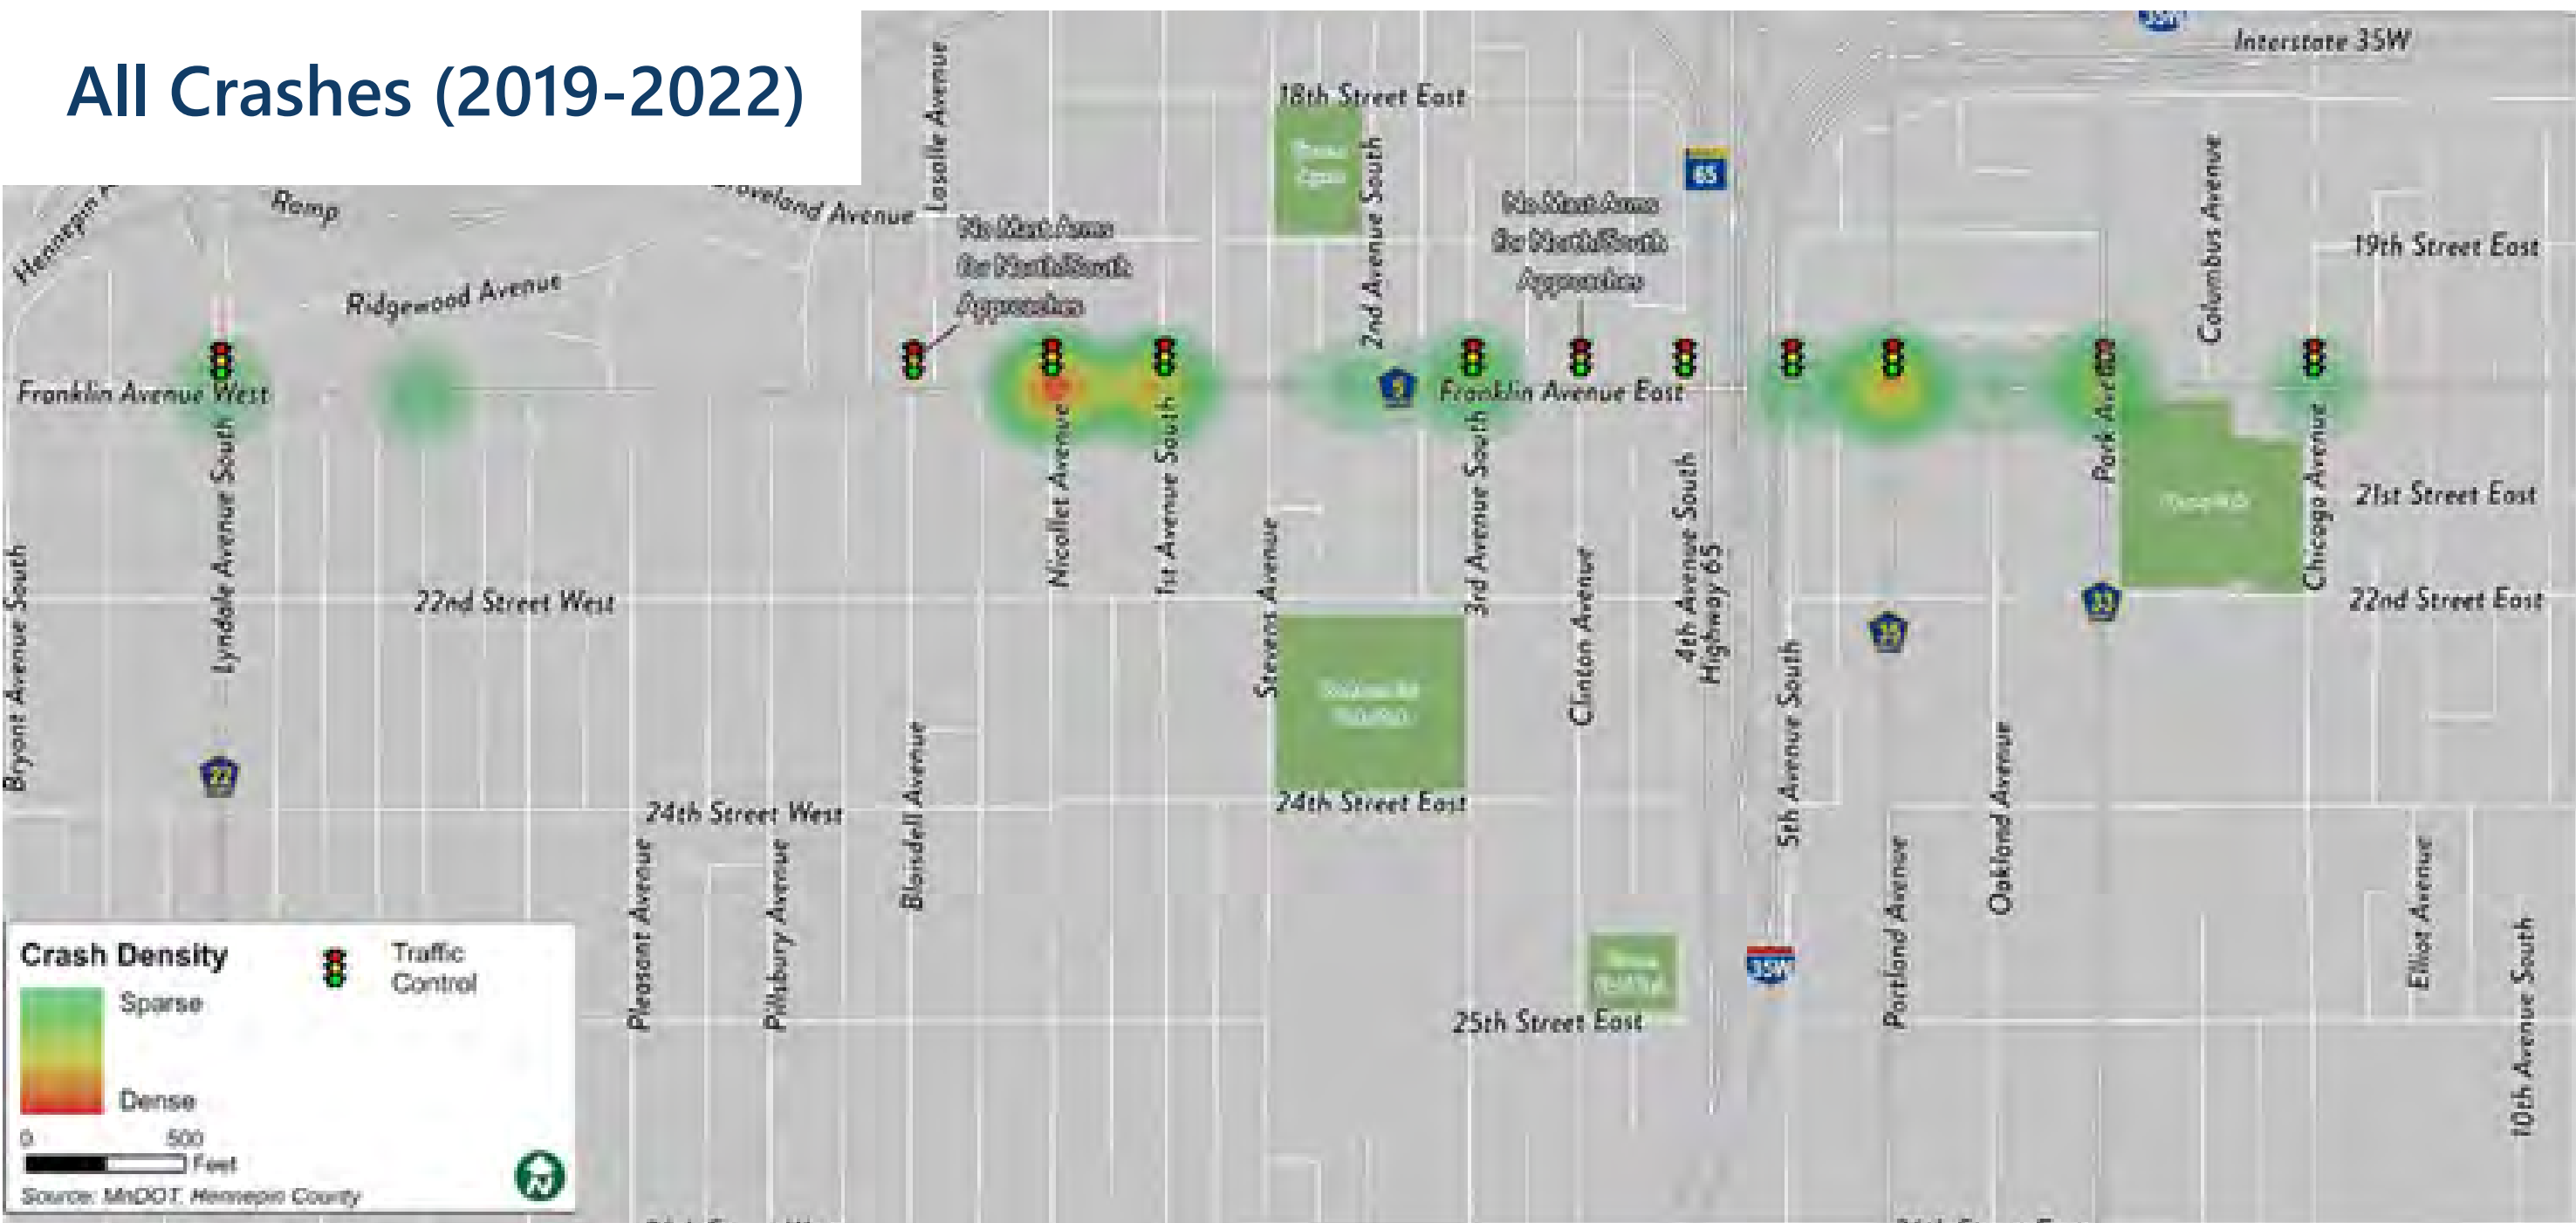 All Crashes (2019-2022)
Interstate 35W
18th Street East
Lasalle Avenue
2nd Avenue South
65
Columbus Avenue
Hennepin
Ramp
Avenue
No Mast Arms
for North/South
Approaches
No Mast Arms
for North/South
Approaches
19th Street East
Ridgewood Avenue
Franklin Avenue West
Franklin Avenue East
Lyndale Avenue South
Nicollet Avenue
1st Avenue South
3rd Avenue South
Park Avenue
Chicago Avenue
21st Street East
Bryant Avenue South
22nd Street West
Stevens Avenue
Clinton Avenue
4th Avenue South
Highway 65
5th Avenue South
35
33
22nd Street East
22
24th Street West
24th Street East
Blaisdell Avenue
Oakland Avenue
Pleasant Avenue
Pillsbury Avenue
Portland Avenue
Elliot Avenue
10th Avenue South
35W
25th Street East
Crash Density
Sparse
Dense
Traffic
Control
0 500
Feet
N
Source: MnDOT, Hennepin County